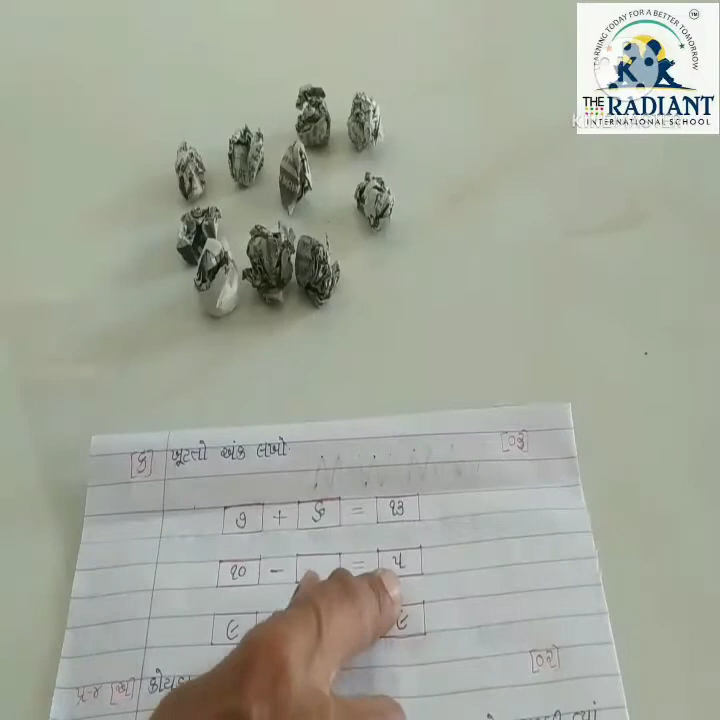 LEARNING TODAY FOR A BETTER TOMORROW
TM
THE RADIANT
INTERNATIONAL SCHOOL
[ક] ખૂટતો અંક લખો. [૦૩]
૭ + ૬ = ૧૩
૧૦ - = ૫
૯ ૯
[૦૨]
પ્ર-૪ [અ]